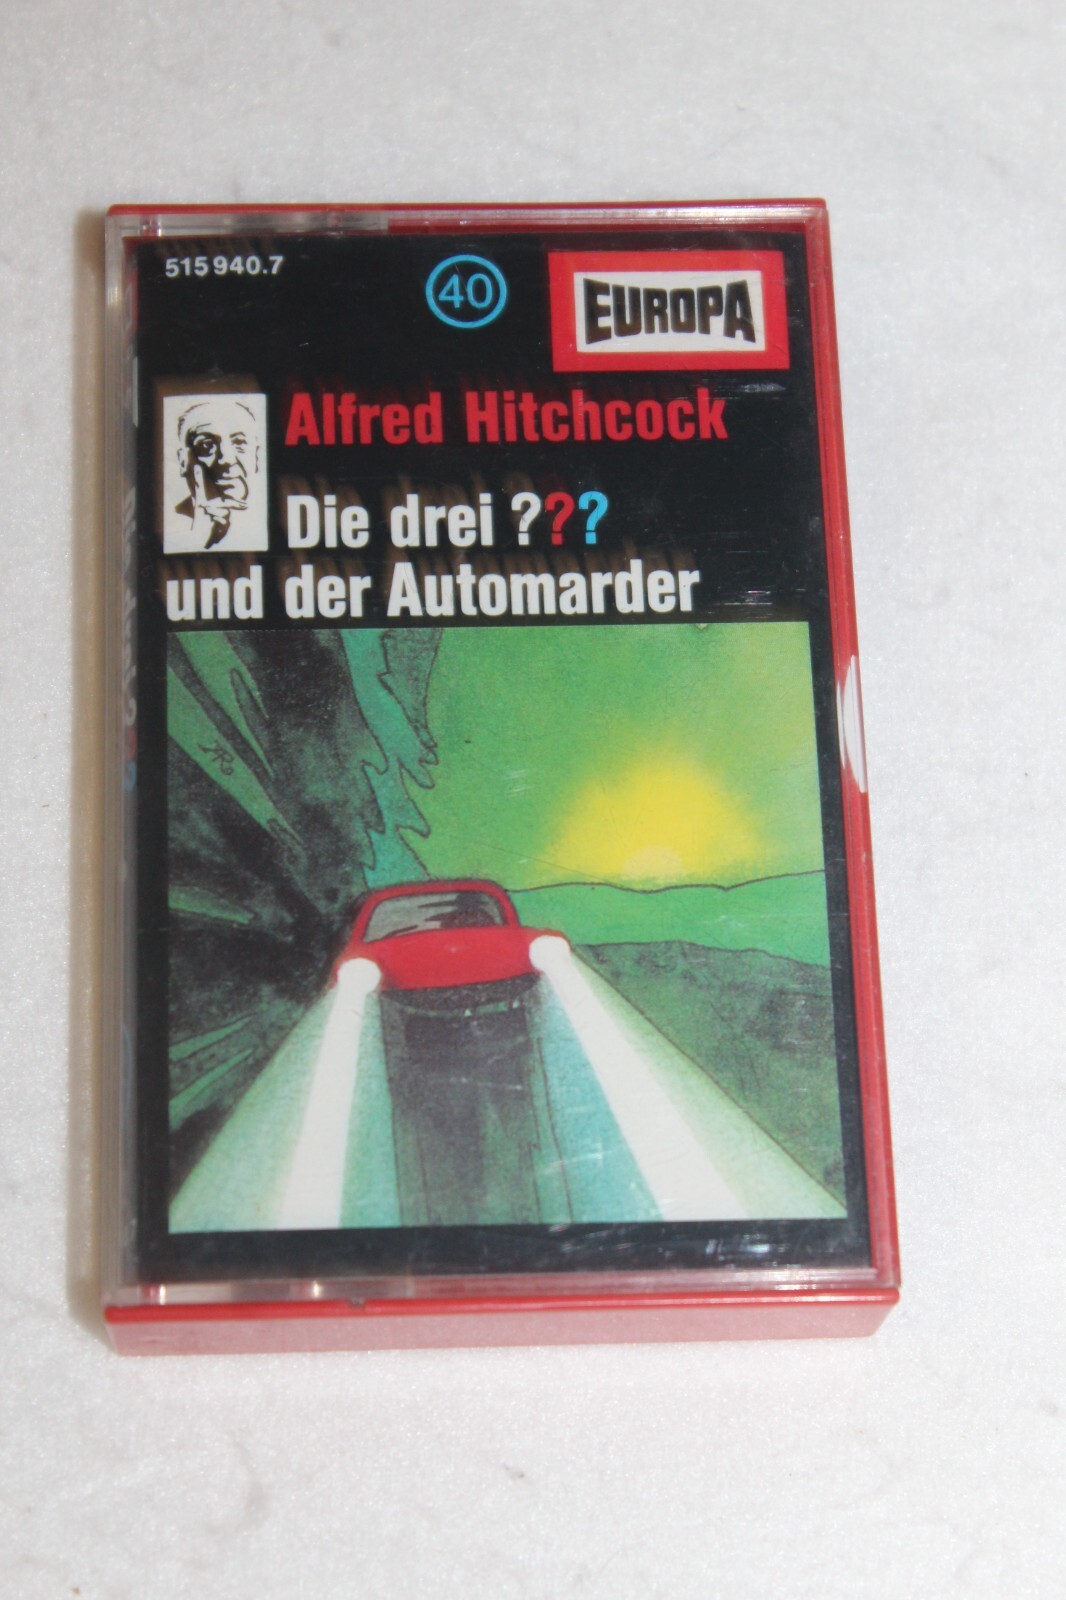 515 940.7
40
EUROPA
Alfred Hitchcock
Die drei ???
und der Automarder